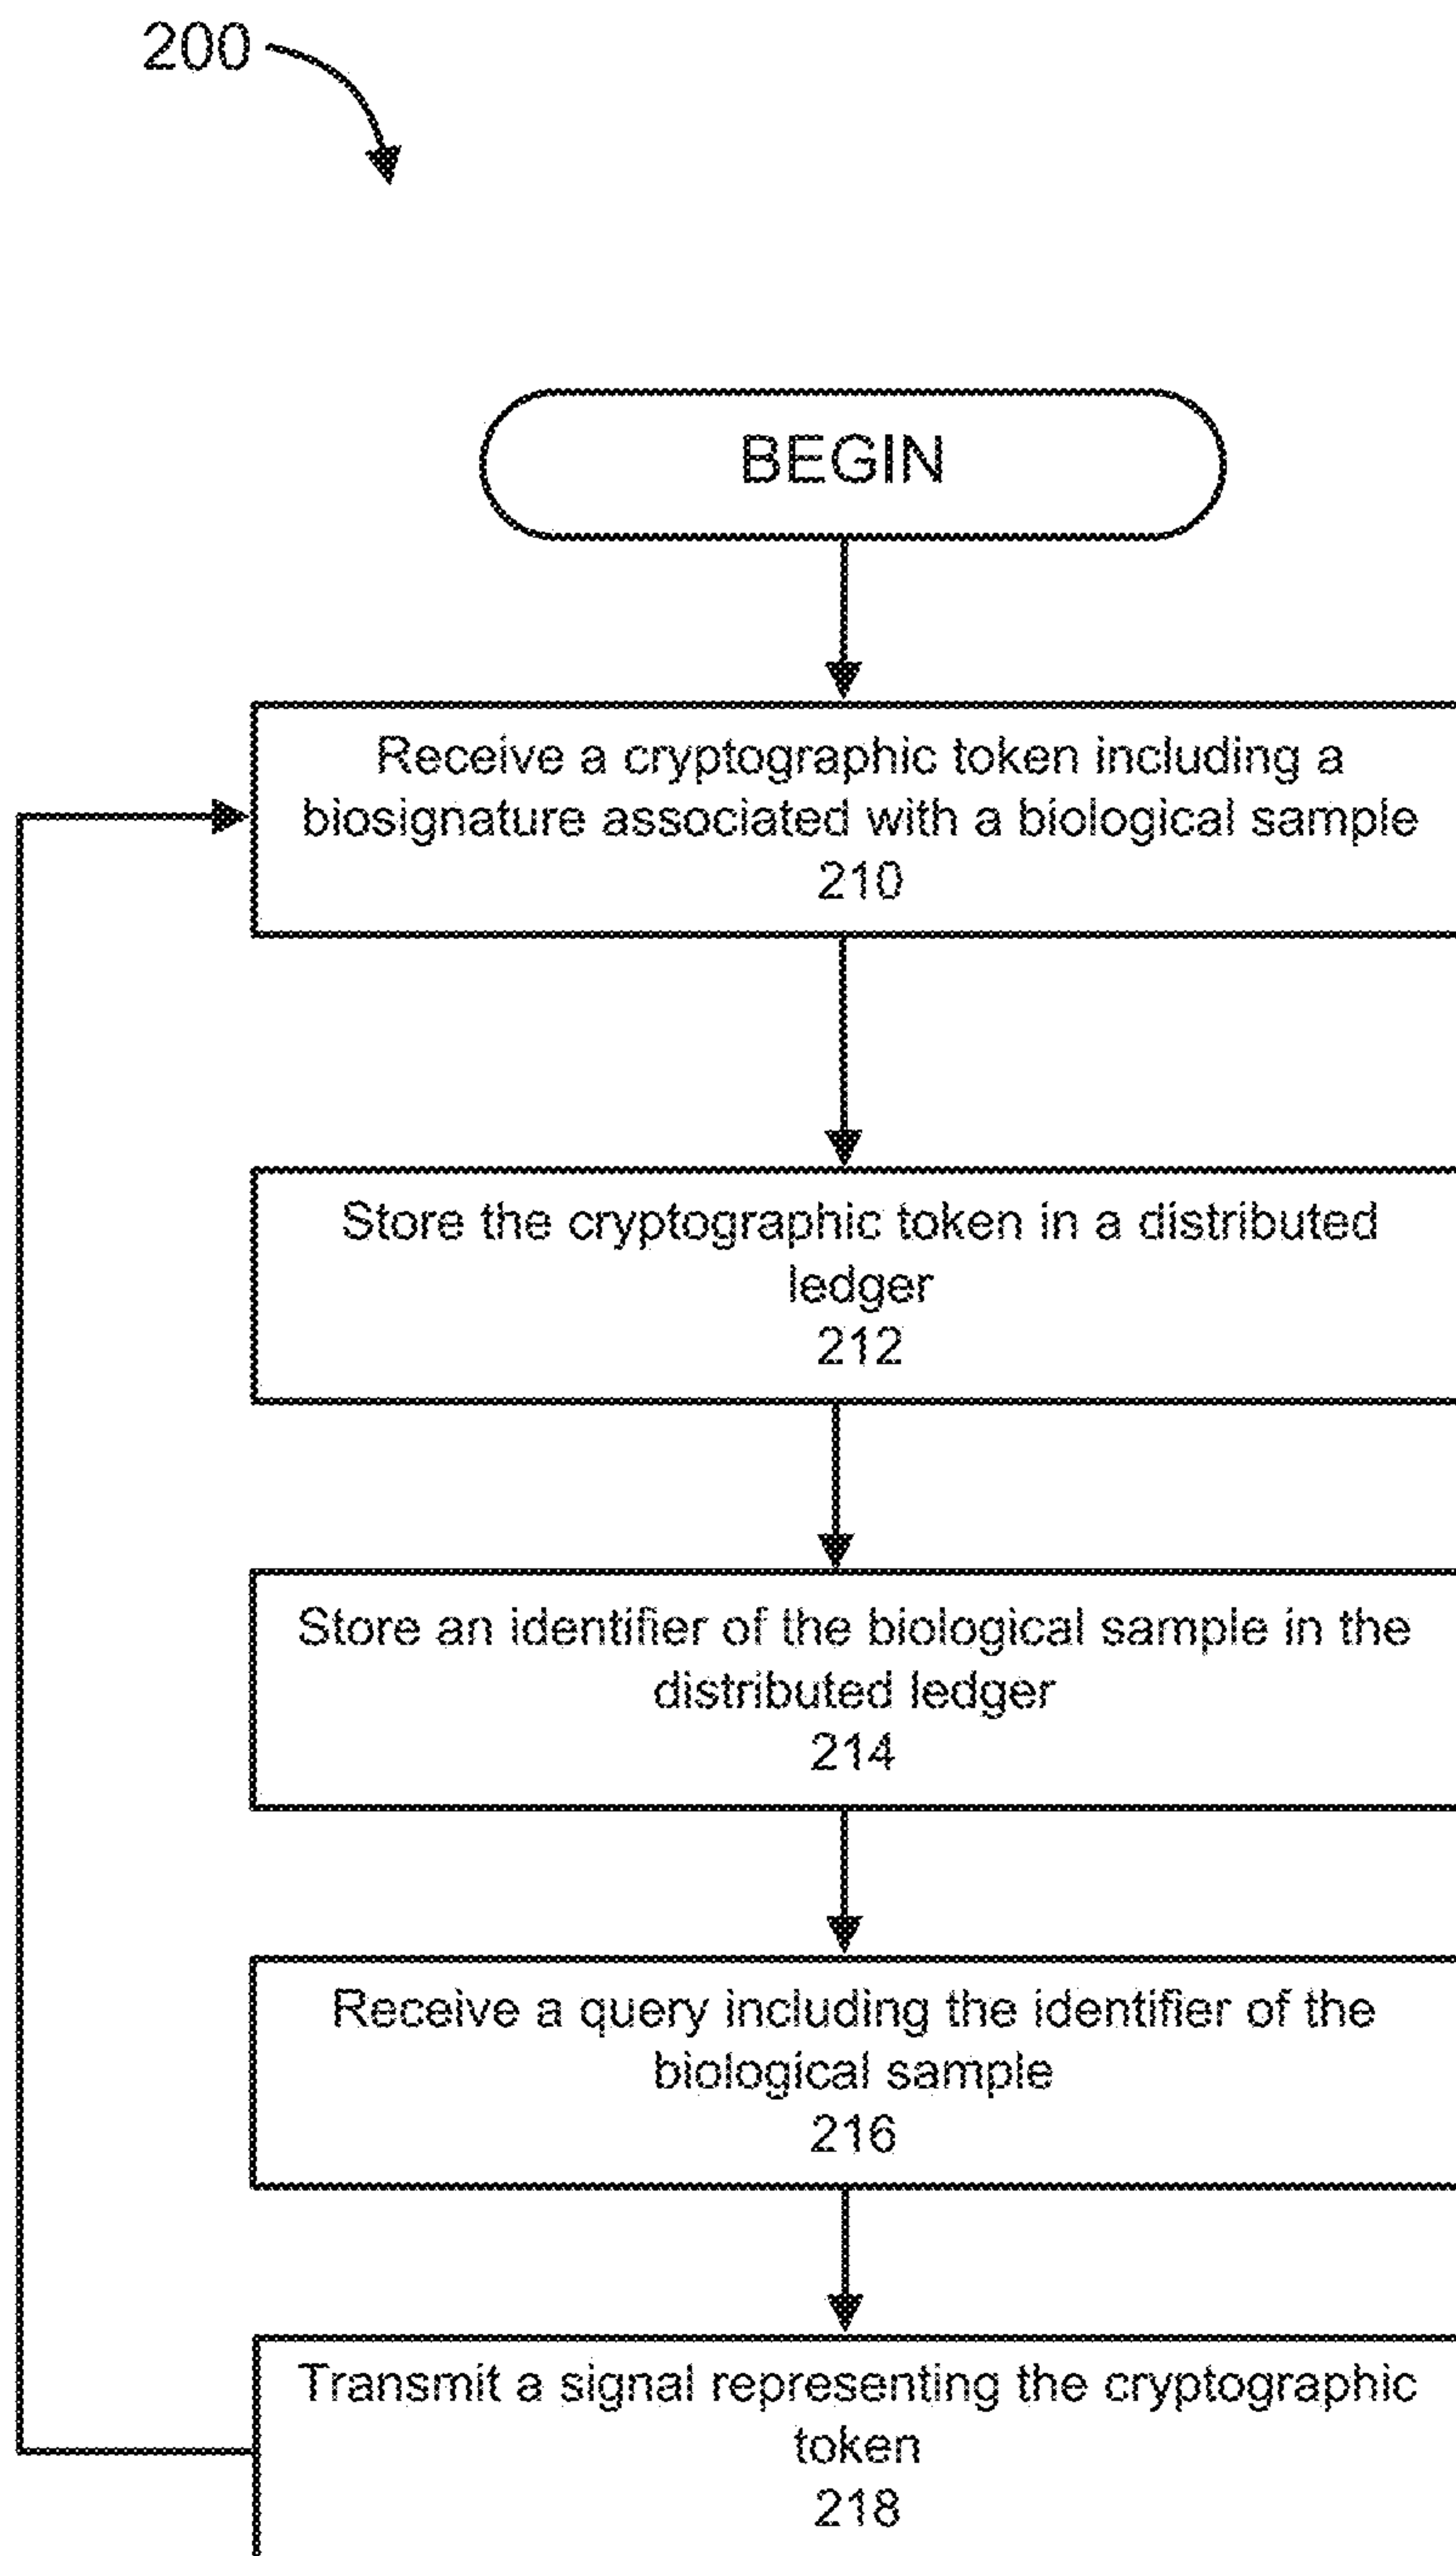 200
BEGIN
Receive a cryptographic token including a
biosignature associated with a biological sample
210
Store the cryptographic token in a distributed
ledger
212
Store an identifier of the biological sample in the
distributed ledger
214
Receive a query including the identifier of the
biological sample
216
Transmit a signal representing the cryptographic
token
218